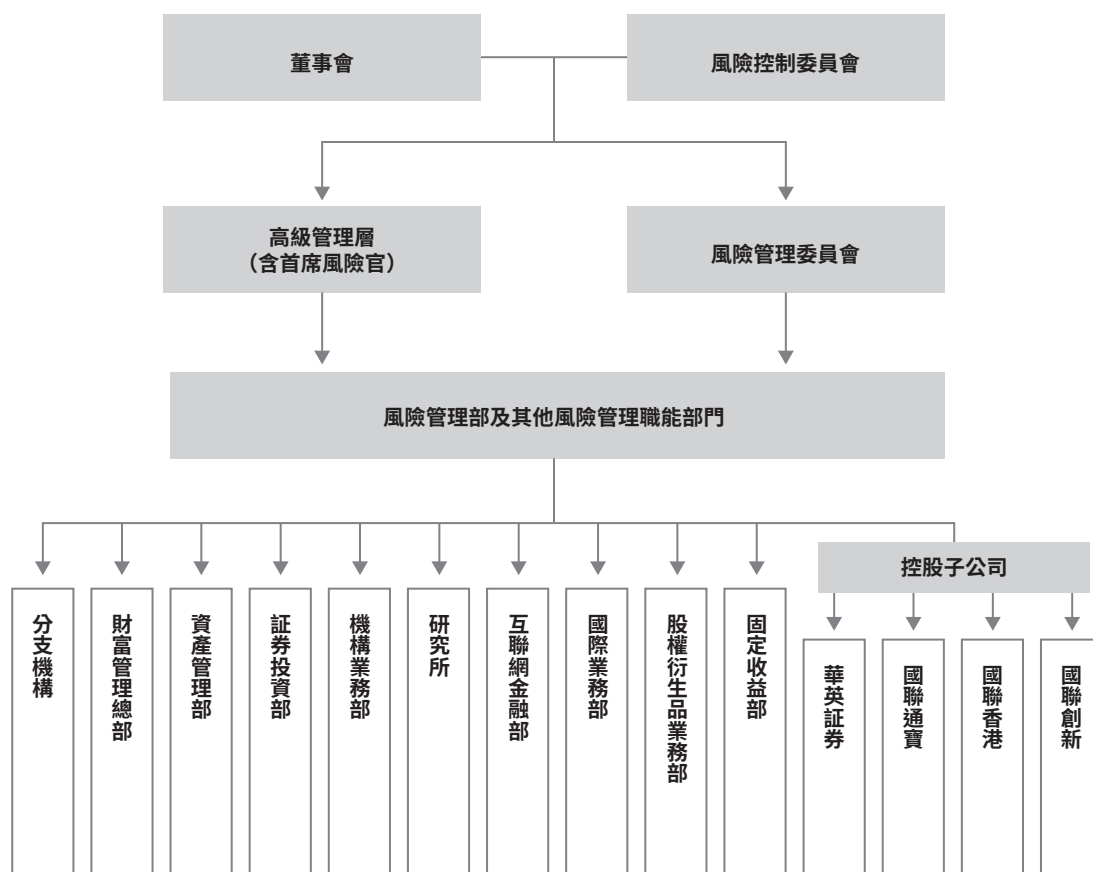 董事會
風險控制委員會
高級管理層
（含首席風險官）
風險管理委員會
風險管理部及其他風險管理職能部門
控股子公司
分支機構
財富管理總部
資產管理部
証券投資部
機構業務部
研究所
互聯網金融部
國際業務部
股權衍生品業務部
固定收益部
華英証券
國聯通寶
國聯香港
國聯創新